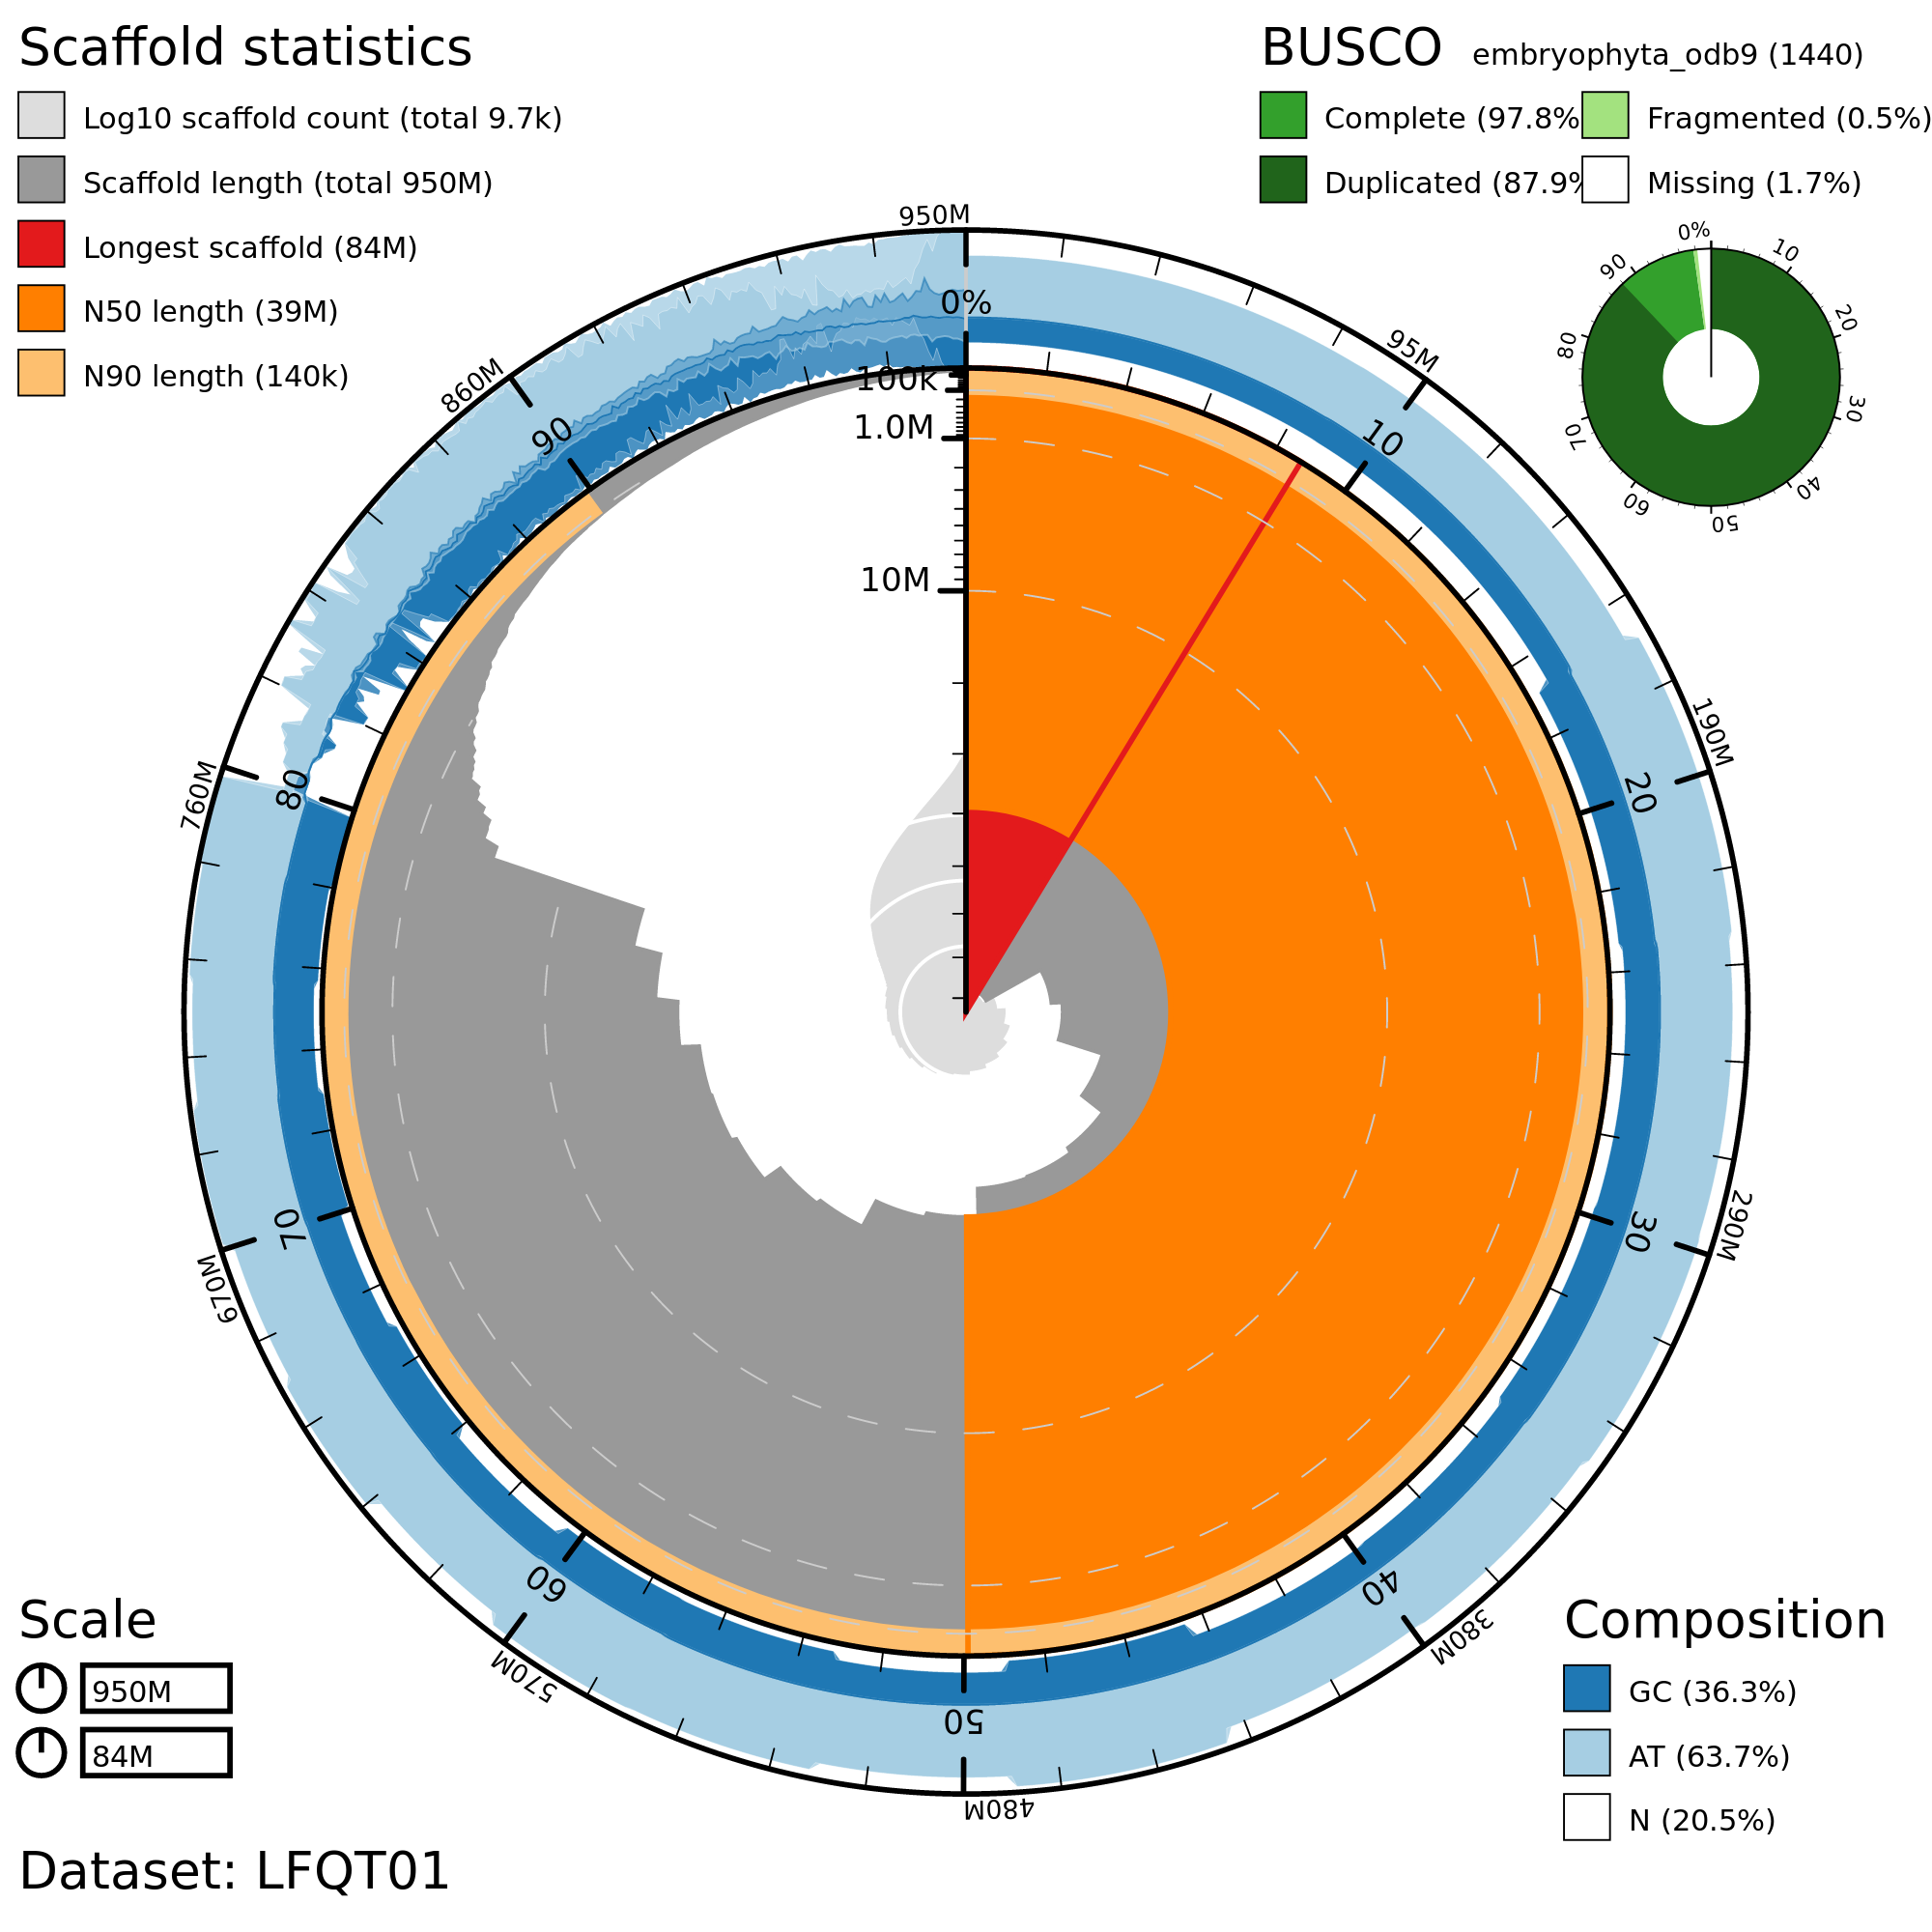 Scaffold statistics
Log10 scaffold count (total 9.7k)
Scaffold length (total 950M)
Longest scaffold (84M)
N50 length (39M)
N90 length (140k)
BUSCO embryophyta_odb9 (1440)
Complete (97.8% Fragmented (0.5%)
Duplicated (87.9% Missing (1.7%)
0%
10
20
30
40
50
60
70
80
90
950M
95M
190M
290M
380M
480M
570M
670M
760M
860M
0%
10
20
30
40
50
60
70
80
90
100k
1.0M
10M
Scale
950M
84M
Composition
GC (36.3%)
AT (63.7%)
N (20.5%)
Dataset: LFQT01